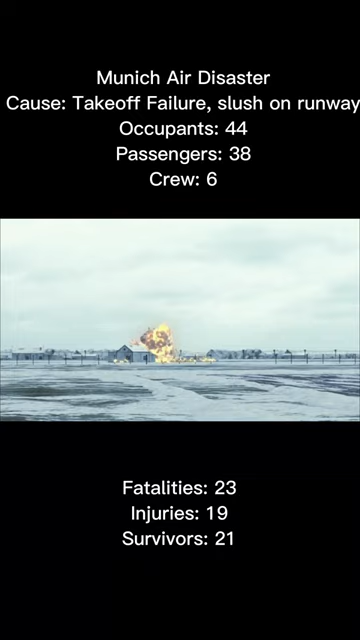 Munich Air Disaster
Cause: Takeoff Failure, slush on runway
Occupants: 44
Passengers: 38
Crew: 6
Fatalities: 23
Injuries: 19
Survivors: 21